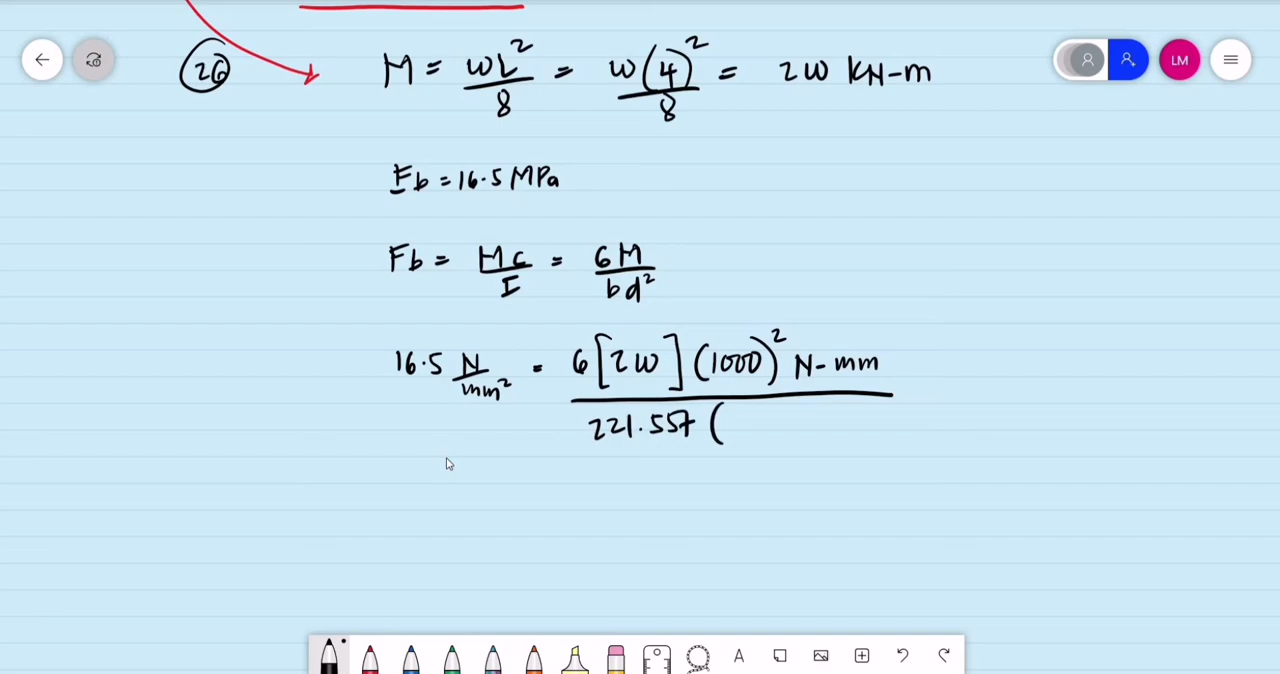 LM
26 M = wL²/8 = w(4)²/8 = 2w KN-m
Fb = 16.5 MPa
Fb = Mc/I = 6M/bd²
16.5 N/mm² = 6[2w](1000)² N-mm / 221.557 (
A